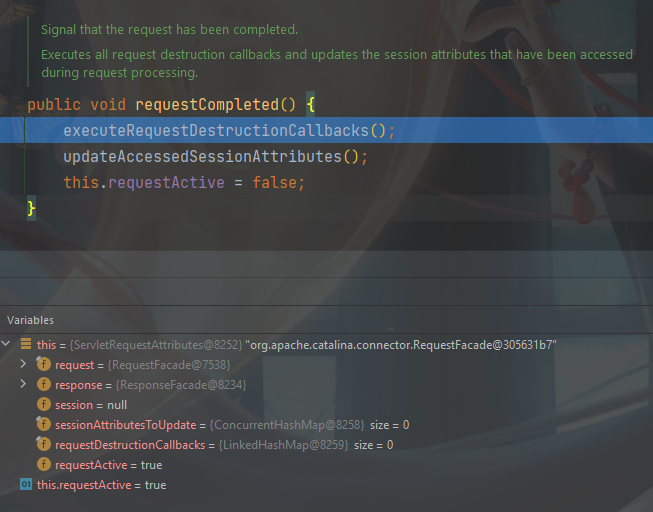 Signal that the request has been completed.
Executes all request destruction callbacks and updates the session attributes that have been accessed
during request processing.
public void requestCompleted() {
executeRequestDestructionCallbacks();
updateAccessedSessionAttributes();
this.requestActive = false;
}
Variables
this = {ServletRequestAttributes@8252} "org.apache.catalina.connector.RequestFacade@305631b7"
f request = {RequestFacade@7538}
f response = {ResponseFacade@8234}
f session = null
f sessionAttributesToUpdate = {ConcurrentHashMap@8258} size = 0
f requestDestructionCallbacks = {LinkedHashMap@8259} size = 0
f requestActive = true
01 this.requestActive = true